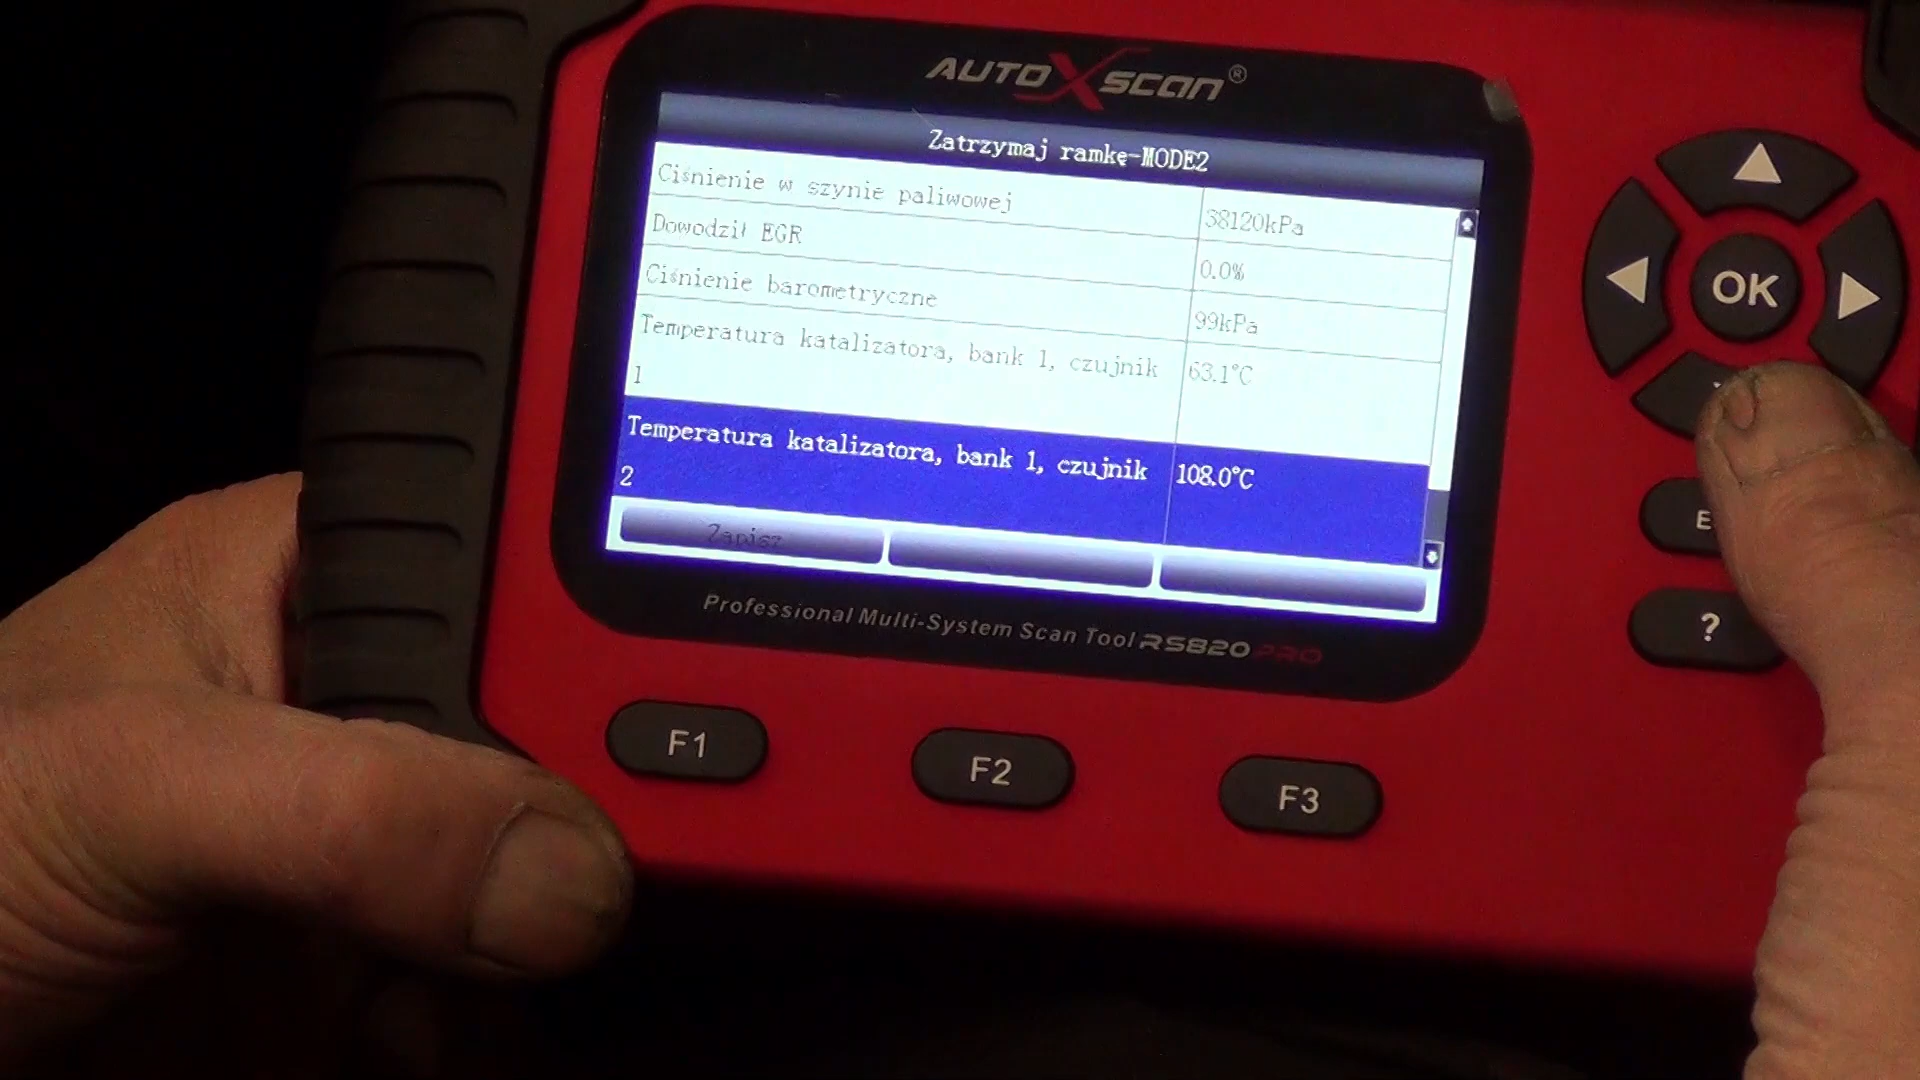 AUTOXSCAN®
Zatrzymaj ramkę-MODE2
Ciśnienie w szynie paliwowej 38120kPa
Dowodził EGR 0.0%
Ciśnienie barometryczne 99kPa
Temperatura katalizatora, bank 1, czujnik 63.1°C
1
Temperatura katalizatora, bank 1, czujnik 108.0°C
2
Zapisz
Professional Multi-System Scan Tool RS820 PRO
OK
?
F1
F2
F3